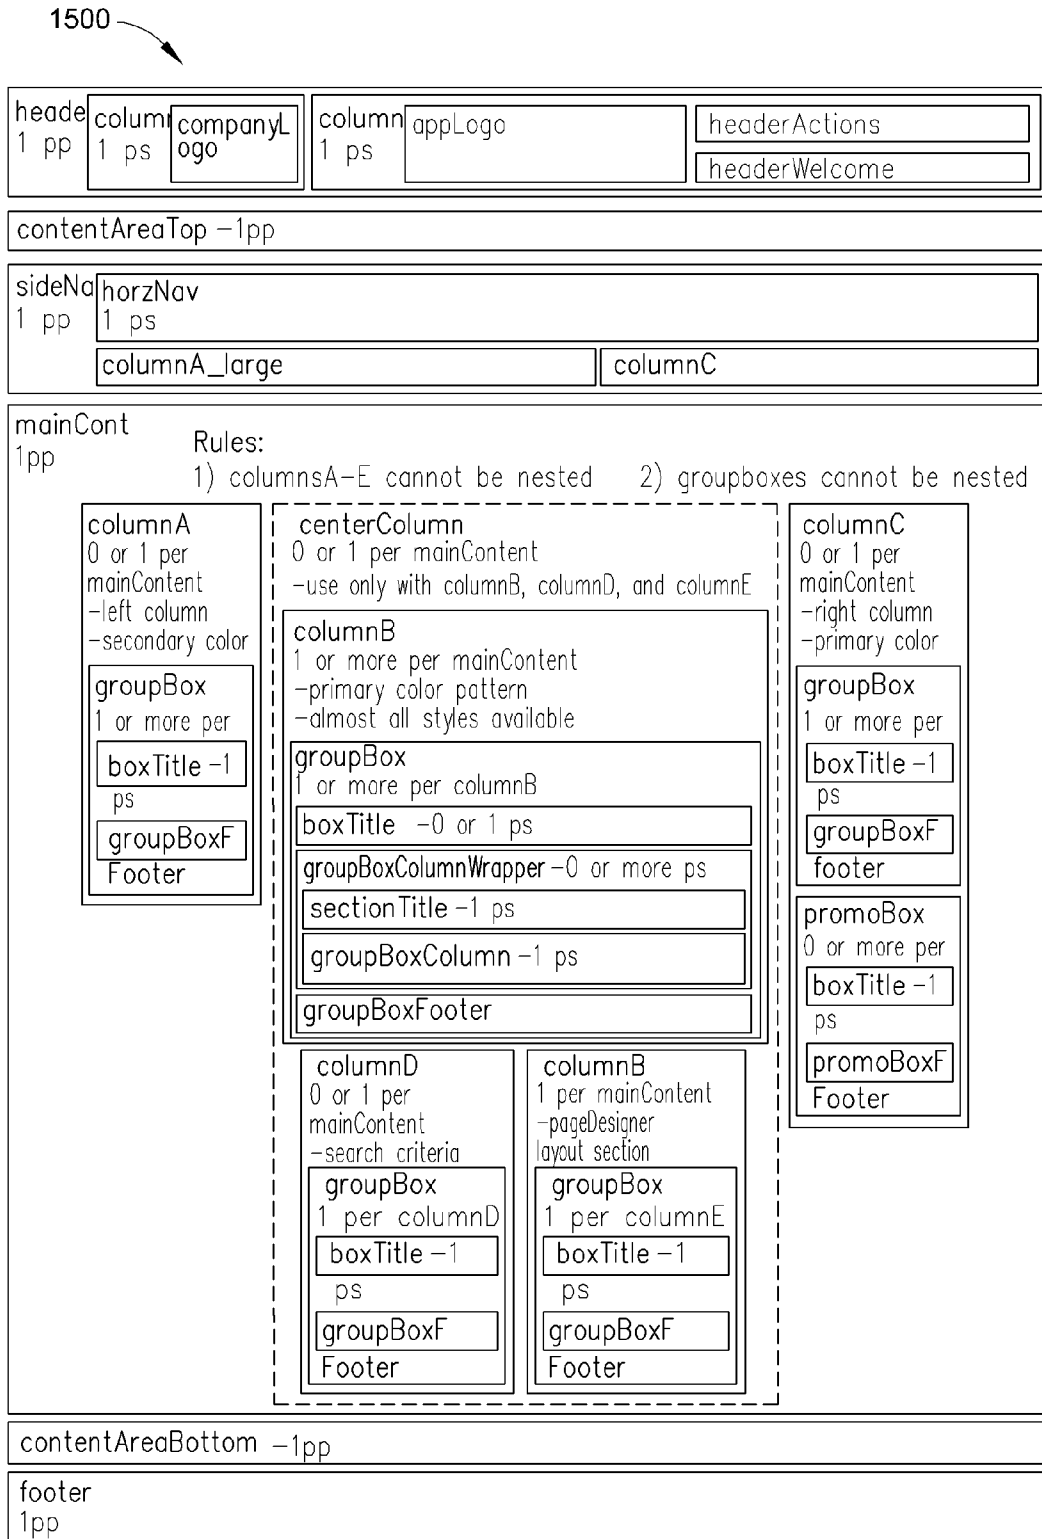 1500
heade
1 pp
colum
1 ps
companyL
ogo
column
1 ps
appLogo
headerActions
headerWelcome
contentAreaTop -1pp
sideNa
1 pp
horzNav
1 ps
columnA_large
columnC
mainCont
1pp
Rules:
1) columnsA-E cannot be nested
2) groupboxes cannot be nested
columnA
0 or 1 per
mainContent
-left column
-secondary color
groupBox
1 or more per
boxTitle -1
ps
groupBoxF
Footer
centerColumn
0 or 1 per mainContent
-use only with columnB, columnD, and columnE
columnB
1 or more per mainContent
-primary color pattern
-almost all styles available
groupBox
1 or more per columnB
boxTitle -0 or 1 ps
groupBoxColumnWrapper -0 or more ps
sectionTitle -1 ps
groupBoxColumn -1 ps
groupBoxFooter
columnD
0 or 1 per
mainContent
-search criteria
groupBox
1 per columnD
boxTitle -1
ps
groupBoxF
Footer
columnB
1 per mainContent
-pageDesigner
layout section
groupBox
1 per columnE
boxTitle -1
ps
groupBoxF
Footer
columnC
0 or 1 per
mainContent
-right column
-primary color
groupBox
1 or more per
boxTitle -1
ps
groupBoxF
footer
promoBox
0 or more per
boxTitle -1
ps
promoBoxF
Footer
contentAreaBottom -1pp
footer
1pp